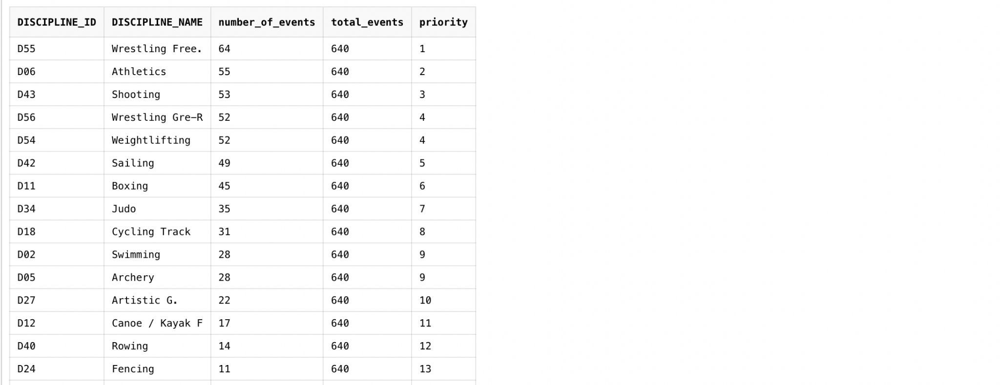 DISCIPLINE_ID DISCIPLINE_NAME number_of_events total_events priority
D55 Wrestling Free. 64 640 1
D06 Athletics 55 640 2
D43 Shooting 53 640 3
D56 Wrestling Gre-R 52 640 4
D54 Weightlifting 52 640 4
D42 Sailing 49 640 5
D11 Boxing 45 640 6
D34 Judo 35 640 7
D18 Cycling Track 31 640 8
D02 Swimming 28 640 9
D05 Archery 28 640 9
D27 Artistic G. 22 640 10
D12 Canoe / Kayak F 17 640 11
D40 Rowing 14 640 12
D24 Fencing 11 640 13